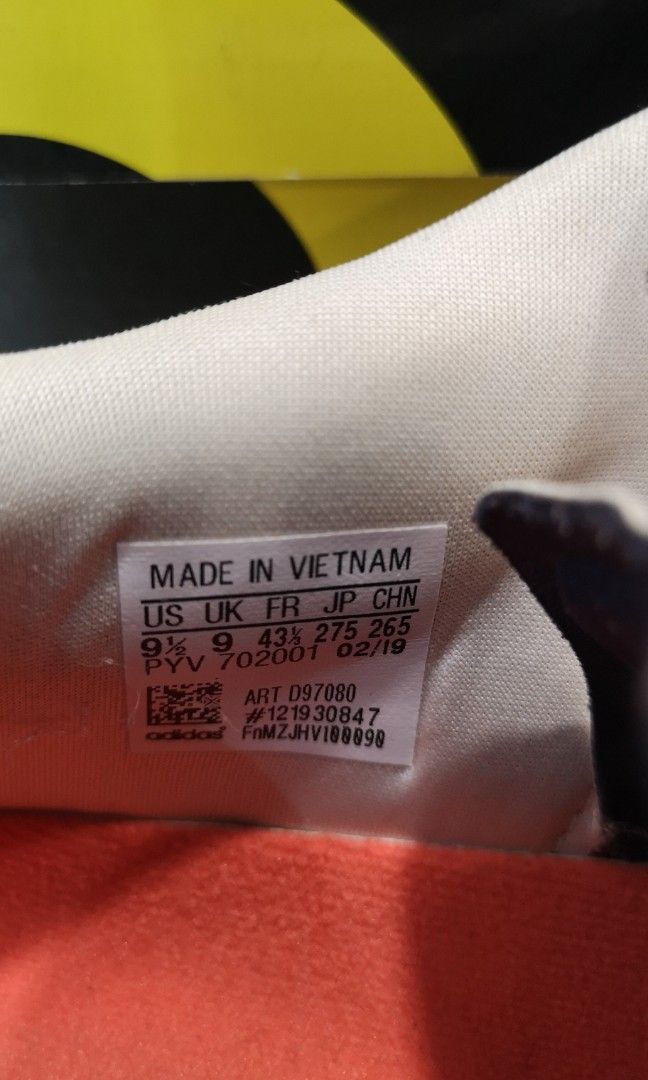 MADE IN VIETNAM
US UK FR JP CHN
9½ 9 43⅓ 275 265
PYV 702001 02/19
ART D97080
#121930847
adidas FnMZJHVI00090